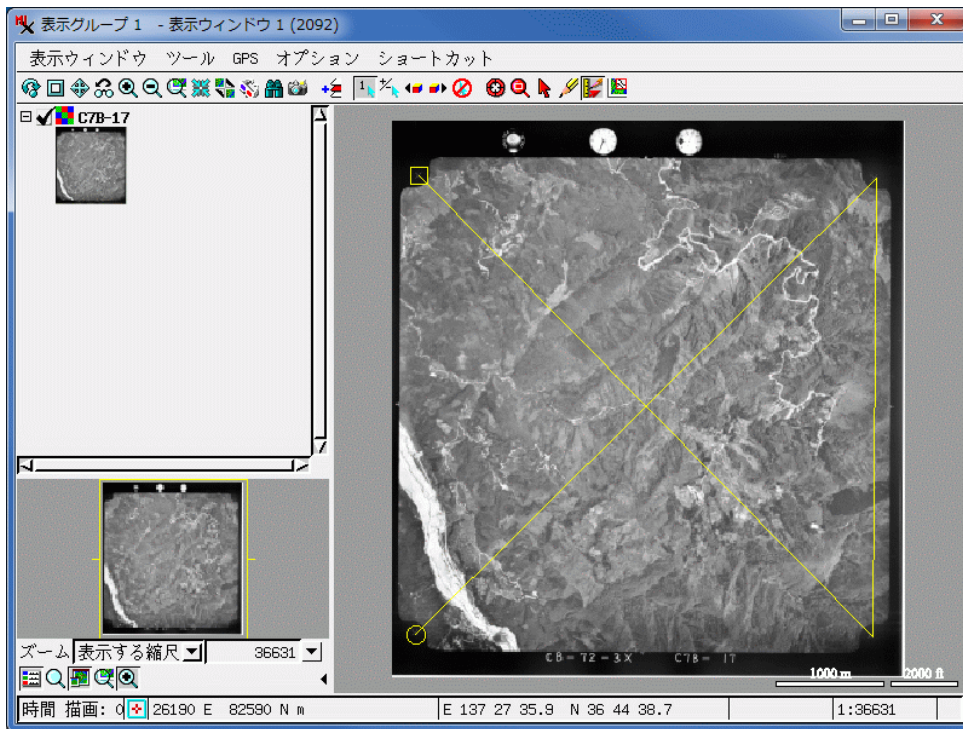 表示グループ 1 - 表示ウィンドウ 1 (2092)
表示ウィンドウ ツール GPS オプション ショートカット
C7B-17
CB-72-3X C7B-17
1000 m 2000 ft
ズーム 表示する縮尺 36631
時間 描画: 0 26190 E 82590 N m E 137 27 35.9 N 36 44 38.7 1:36631